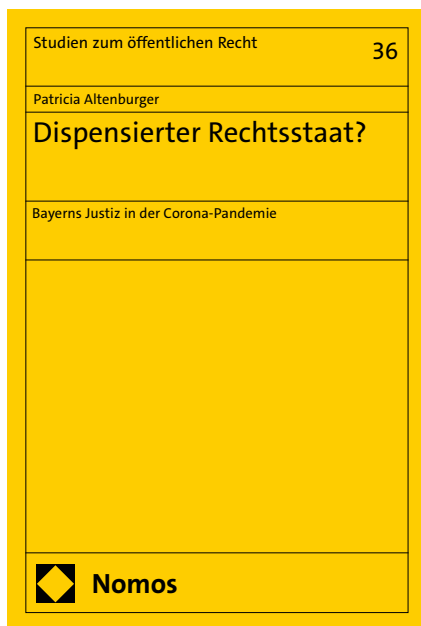 Studien zum öffentlichen Recht
36
Patricia Altenburger
Dispensierter Rechtsstaat?
Bayerns Justiz in der Corona-Pandemie
Nomos